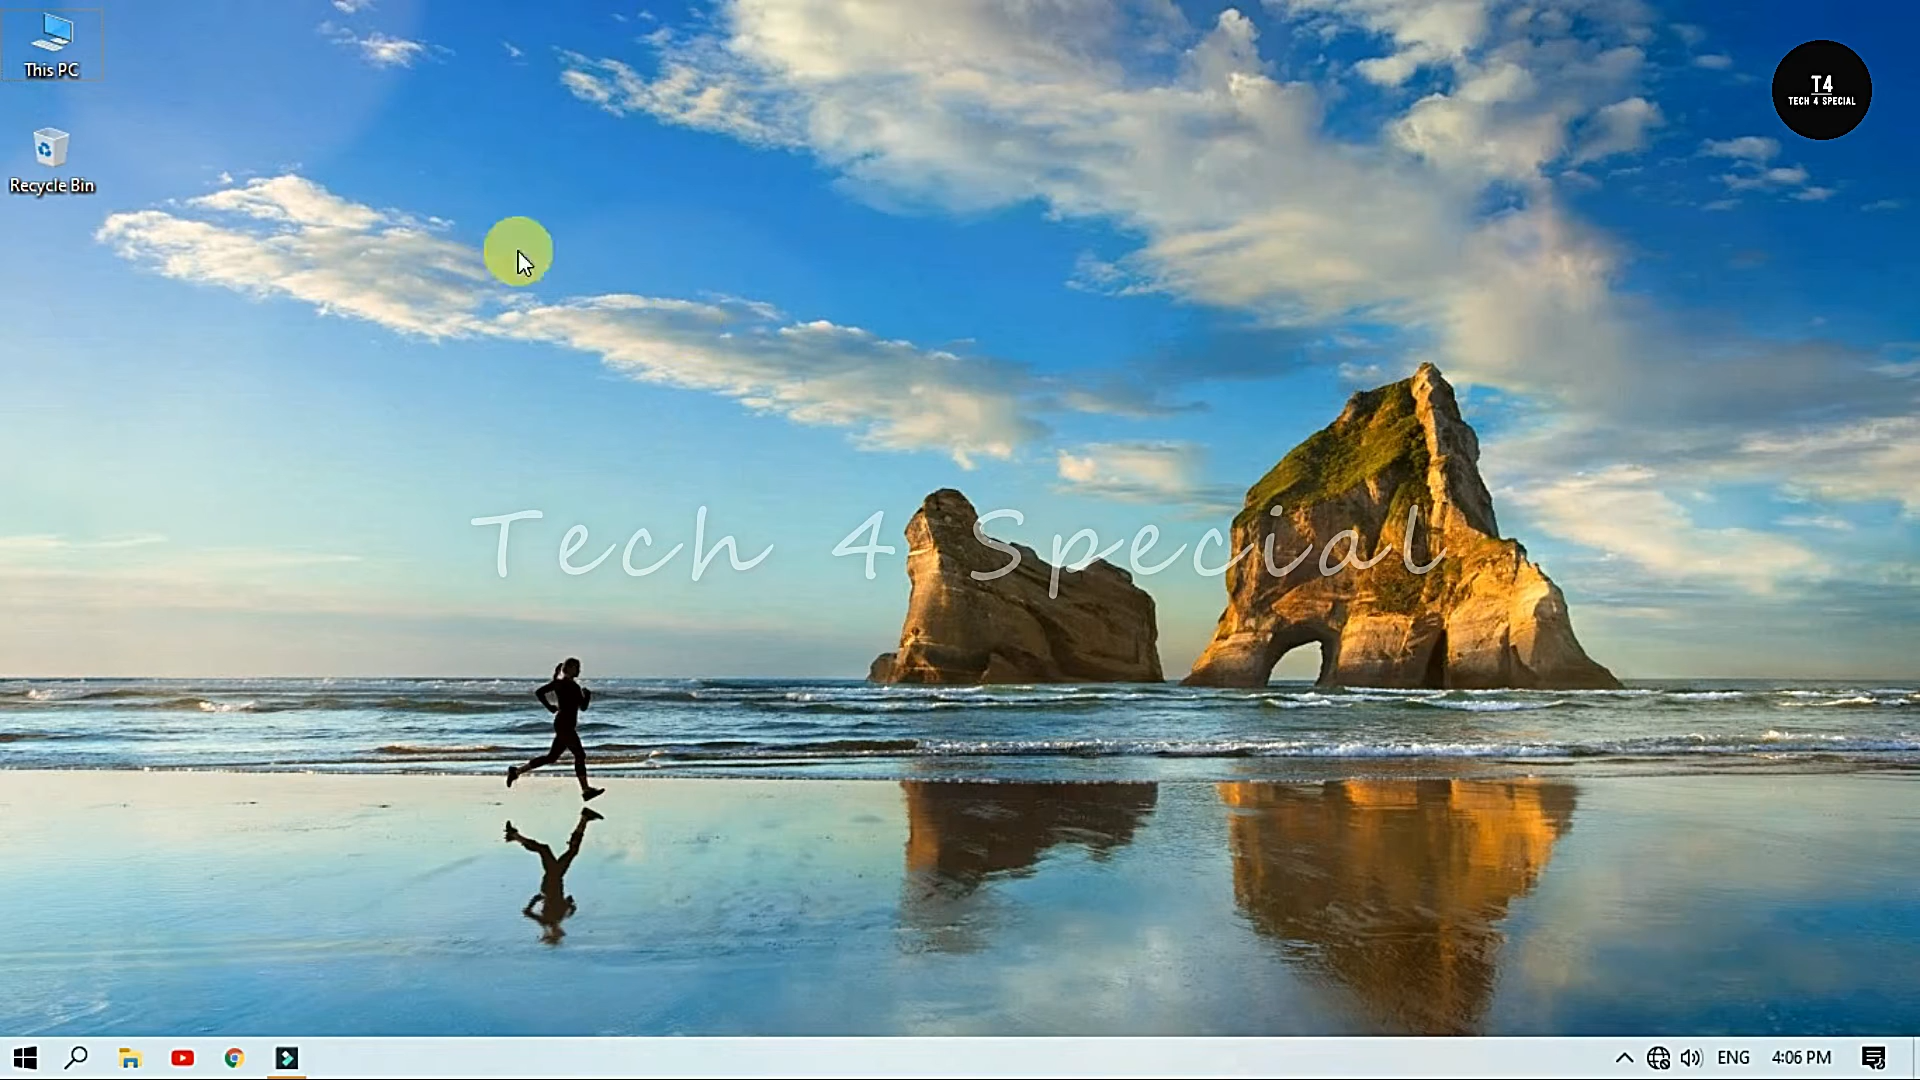 This PC
T4
TECH 4 SPECIAL
Recycle Bin
Tech 4 Special
ENG
4:06 PM